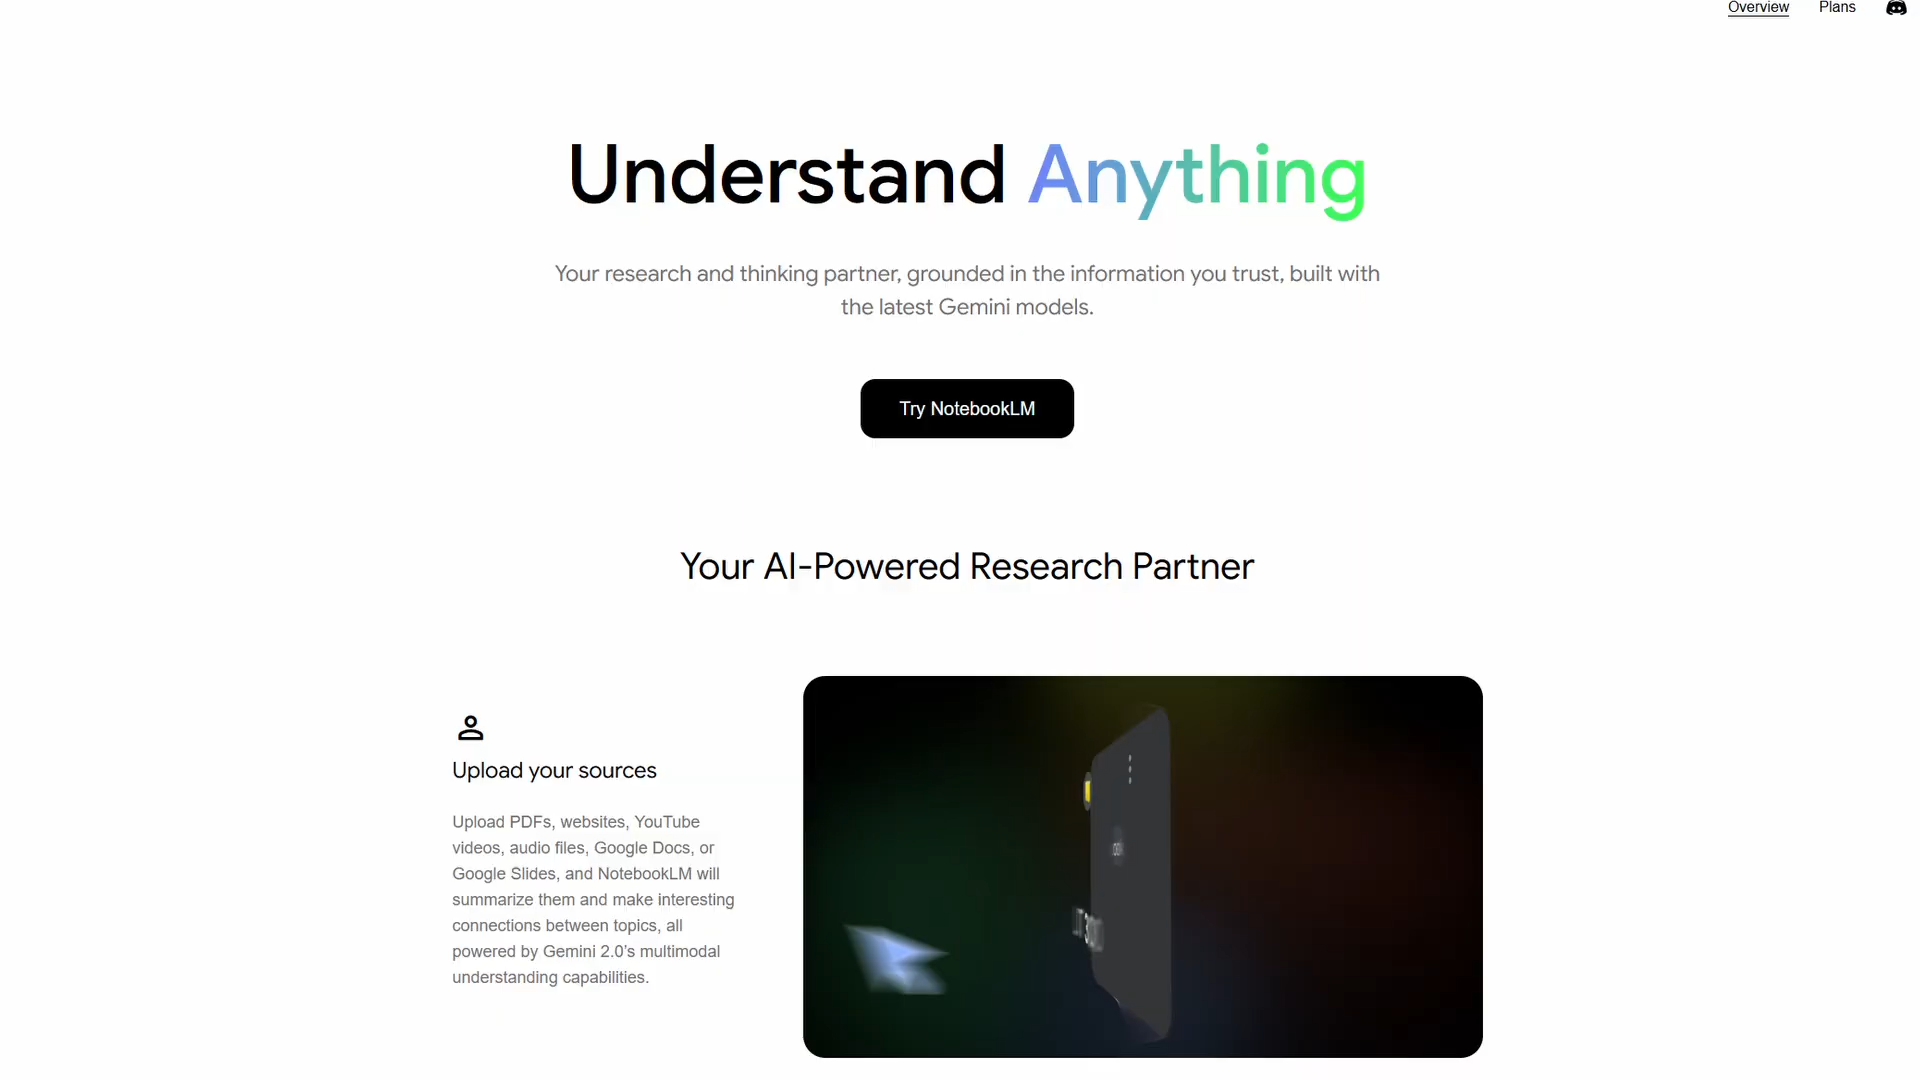 Overview Plans
Understand Anything
Your research and thinking partner, grounded in the information you trust, built with
the latest Gemini models.
Try NotebookLM
Your AI-Powered Research Partner
Upload your sources
Upload PDFs, websites, YouTube
videos, audio files, Google Docs, or
Google Slides, and NotebookLM will
summarize them and make interesting
connections between topics, all
powered by Gemini 2.0’s multimodal
understanding capabilities.